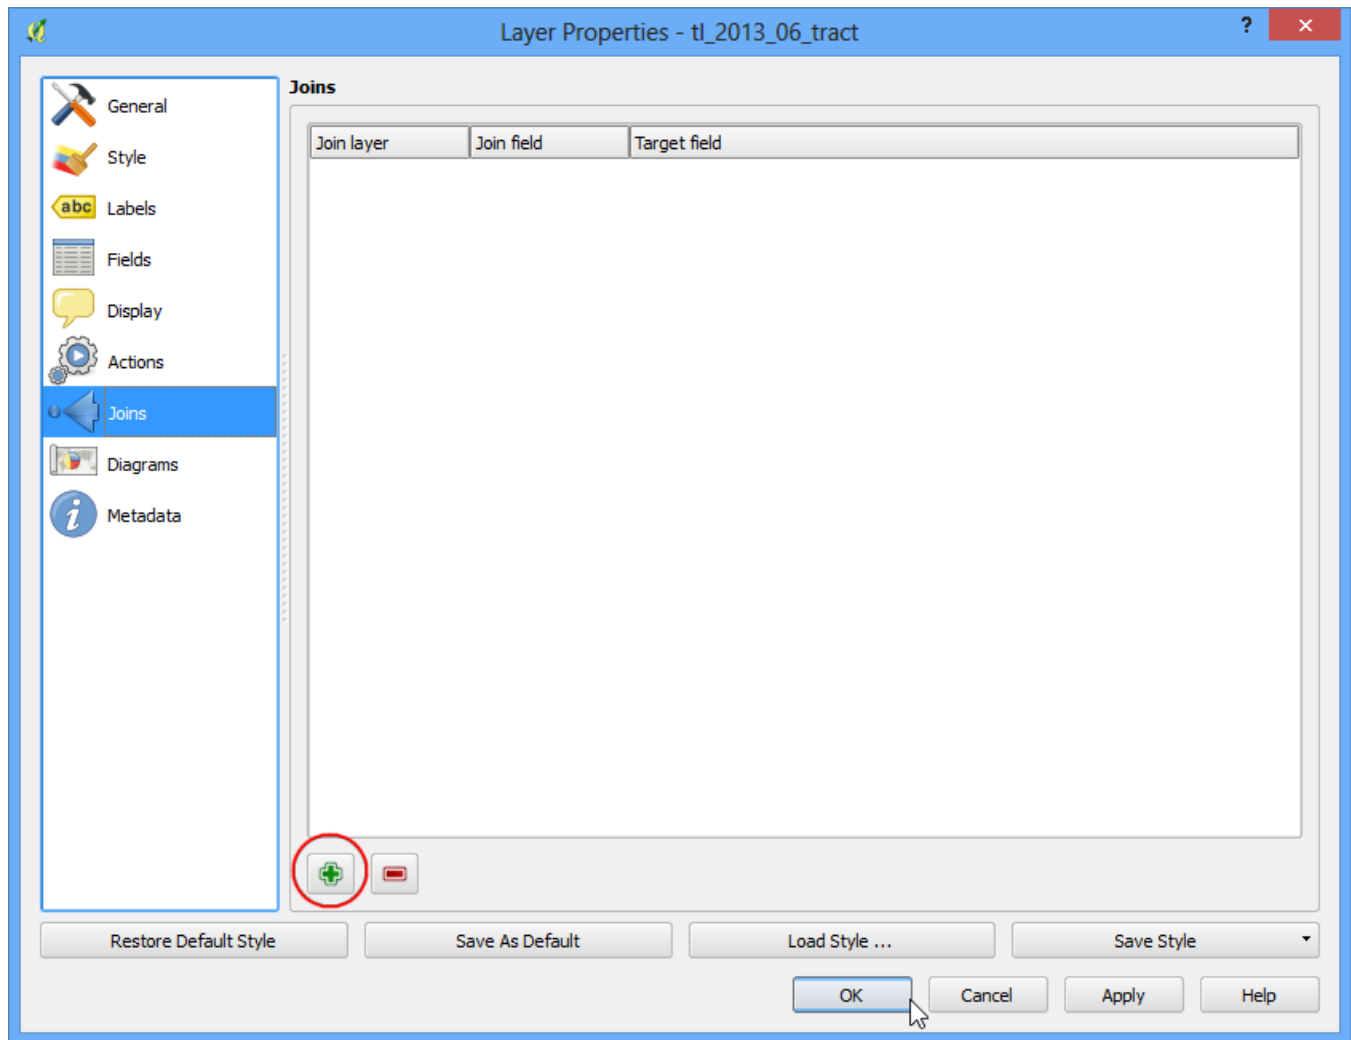 Layer Properties - tl_2013_06_tract
?
General
Style
abc Labels
Fields
Display
Actions
Joins
Diagrams
i Metadata
Joins
Join layer Join field Target field
Restore Default Style Save As Default Load Style ... Save Style
OK Cancel Apply Help